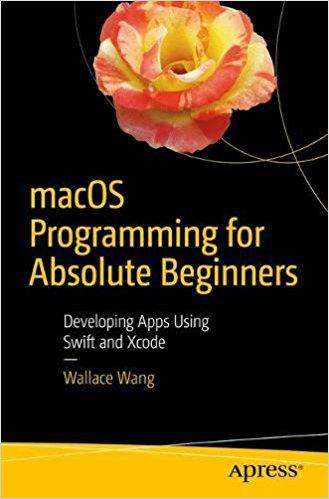 macOS
Programming for
Absolute Beginners
Developing Apps Using
Swift and Xcode
—
Wallace Wang
Apress®